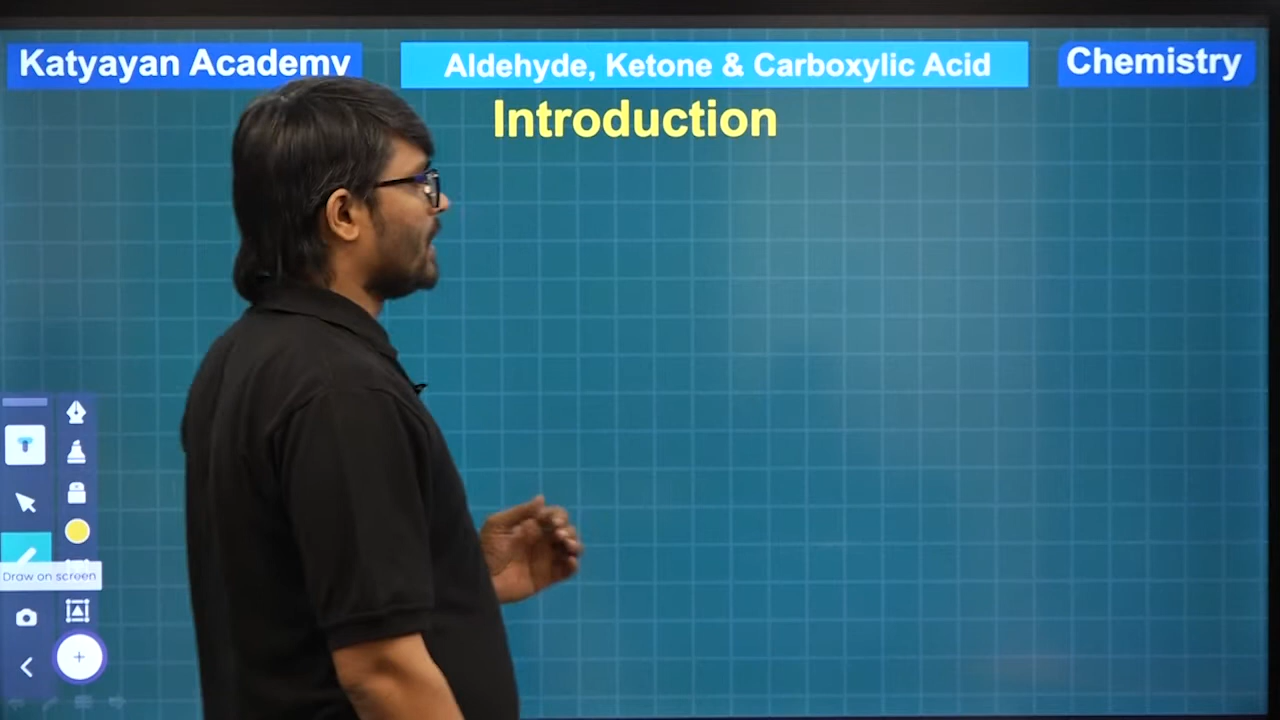 Katyayan Academy
Aldehyde, Ketone & Carboxylic Acid
Chemistry
Introduction
Draw on screen